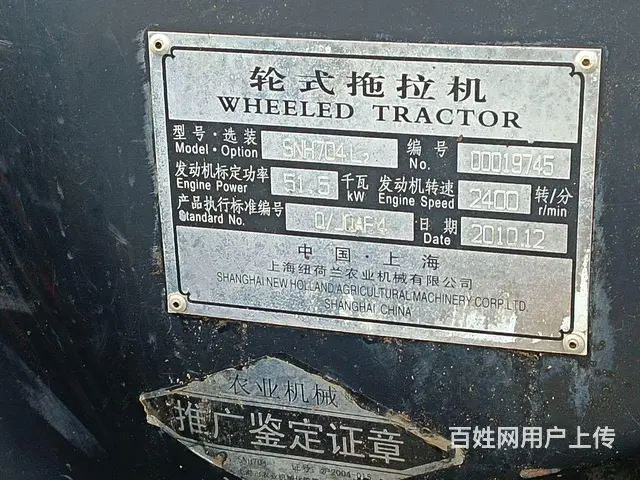 轮式拖拉机
WHEELED TRACTOR
型号·选装 Model·Option SNH7041 编号 No. 00019745
发动机标定功率 Engine Power 51.5 千瓦 kW 发动机转速 Engine Speed 2400 转/分 r/min
产品执行标准编号 Standard No. 日期 Date 2010.12
中国·上海
上海纽荷兰农业机械有限公司
SHANGHAI NEW HOLLAND AGRICULTURAL MACHINERY CORP.LTD.
SHANGHAI CHINA
农业机械
推广鉴定证章
百姓网用户上传